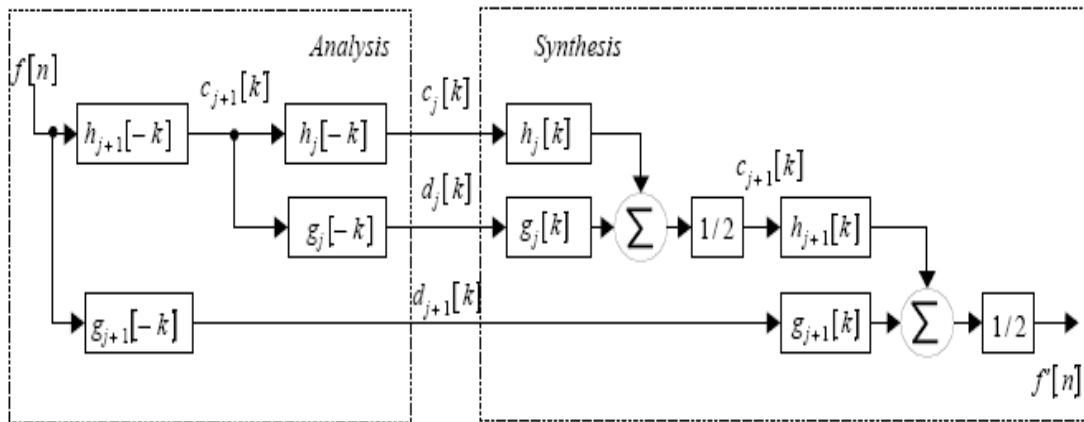 Analysis
Synthesis
f[n]
c_{j+1}[k]
c_j[k]
h_{j+1}[-k]
h_j[-k]
h_j[k]
d_j[k]
c_{j+1}[k]
g_j[-k]
g_j[k]
Σ
1/2
h_{j+1}[k]
d_{j+1}[k]
g_{j+1}[-k]
g_{j+1}[k]
Σ
1/2
f'[n]